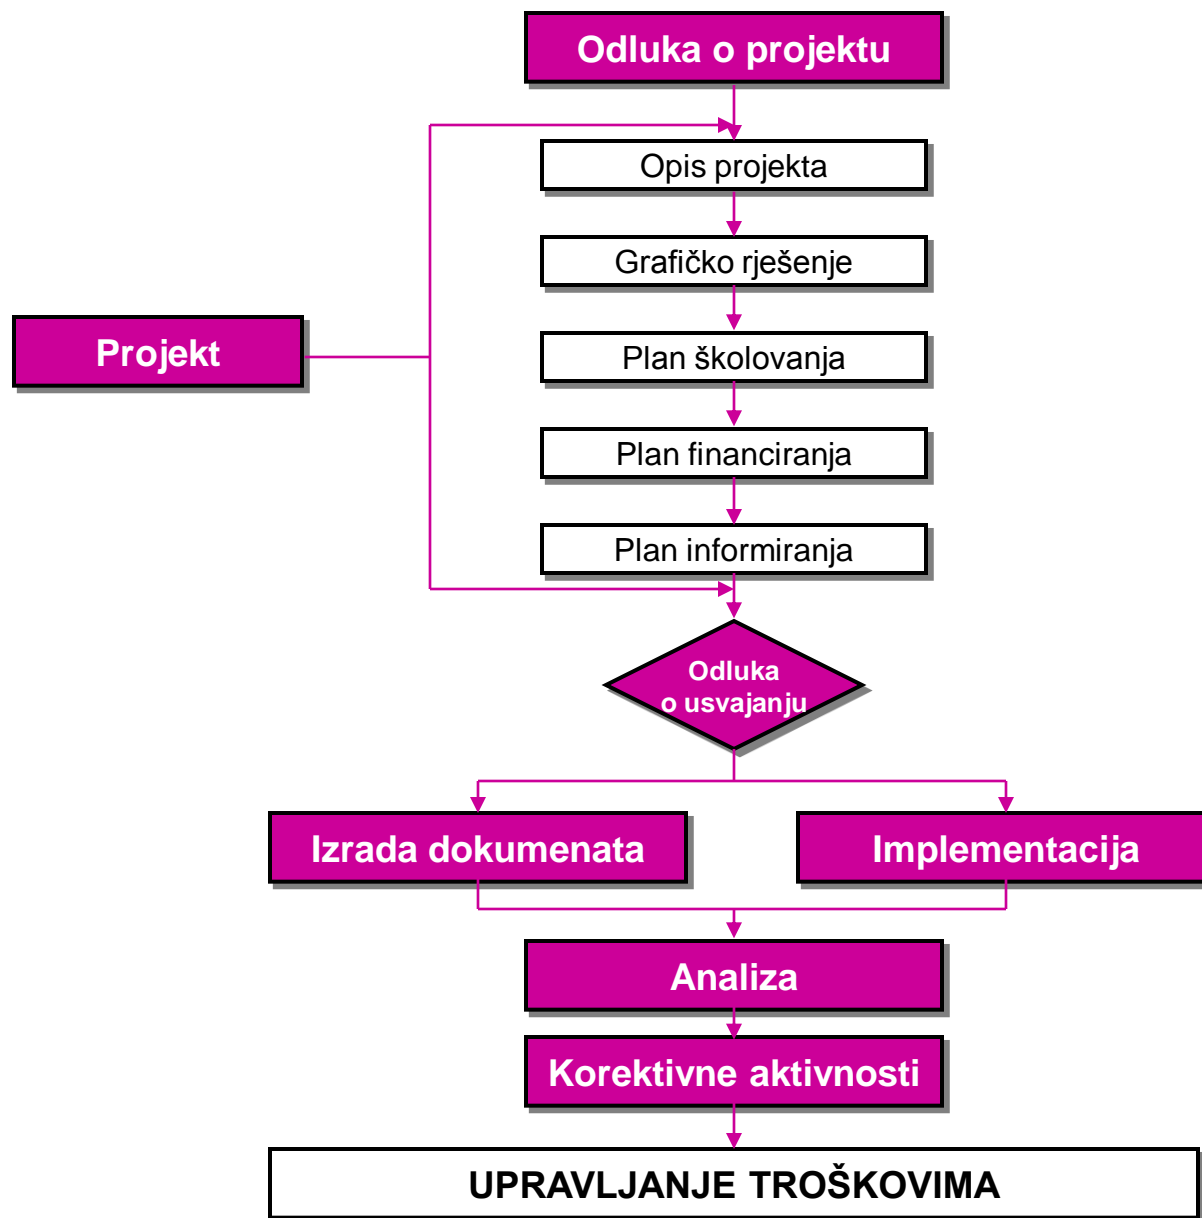 Odluka o projektu
Opis projekta
Grafičko rješenje
Projekt
Plan školovanja
Plan financiranja
Plan informiranja
Odluka
o usvajanju
Izrada dokumenata
Implementacija
Analiza
Korektivne aktivnosti
UPRAVLJANJE TROŠKOVIMA